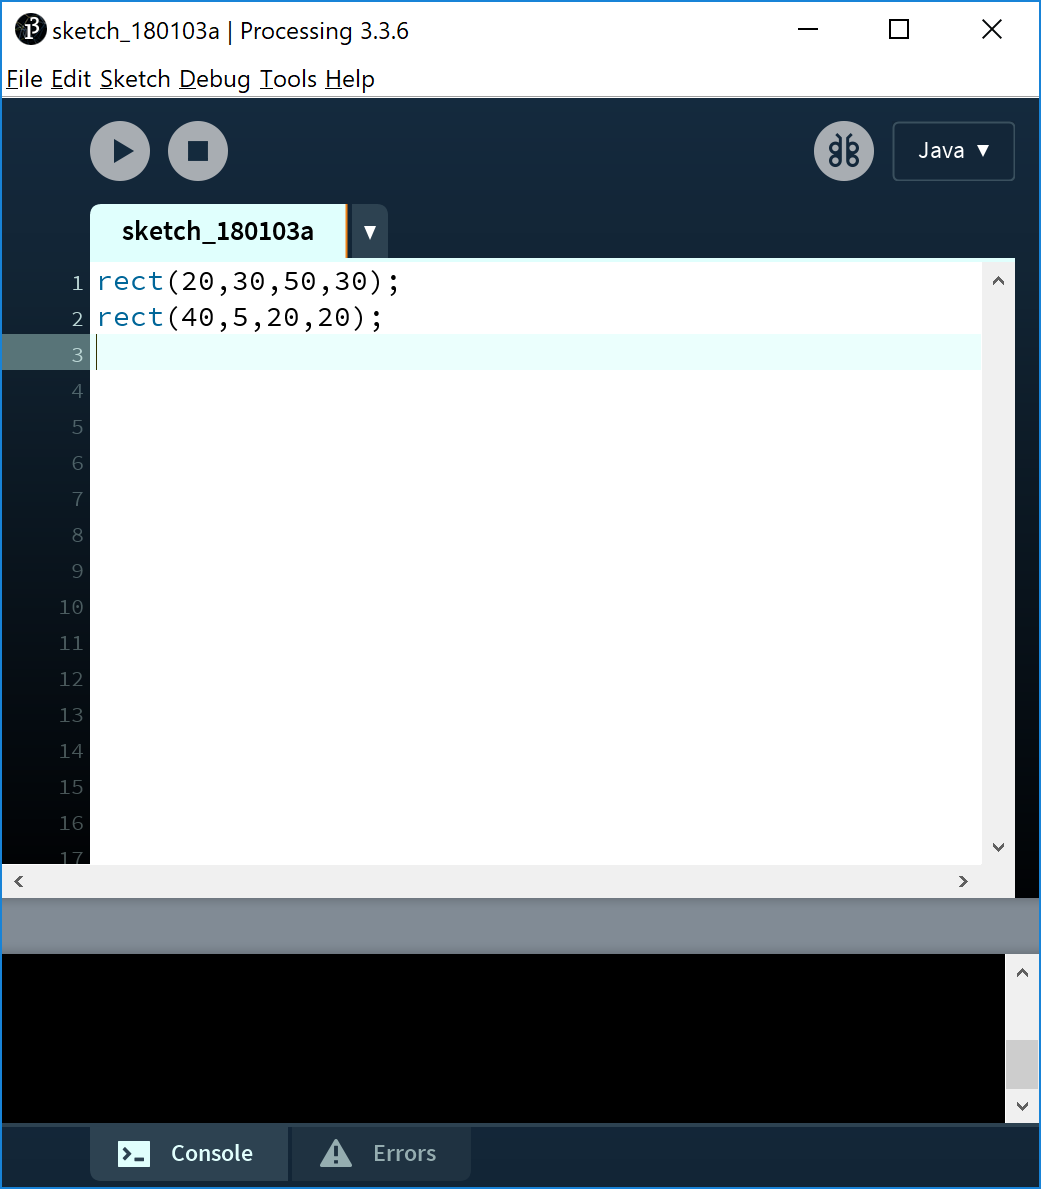 sketch_180103a | Processing 3.3.6
File Edit Sketch Debug Tools Help
Java ▼
sketch_180103a ▼
1 rect(20,30,50,30);
2 rect(40,5,20,20);
3
4
5
6
7
8
9
10
11
12
13
14
15
16
17
Console Errors